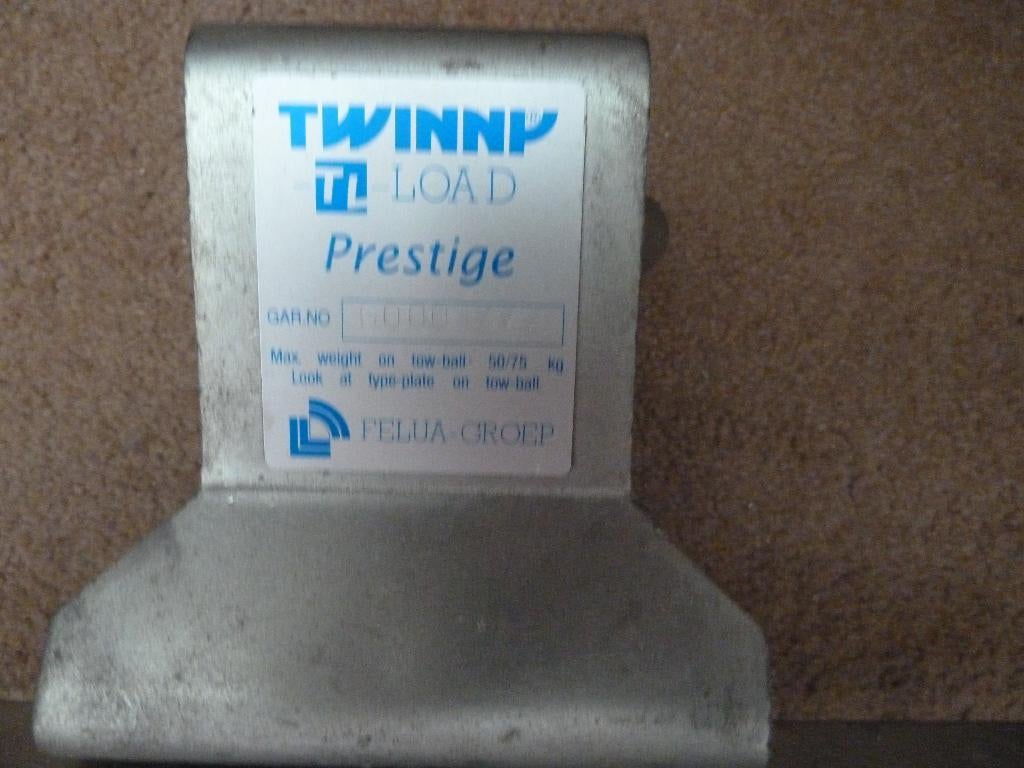 TWINNY
TL -LOAD
Prestige
GAR.NO
Max. weight on tow-ball 50/75 kg
Look at type-plate on tow-ball
FELUA-GROEP